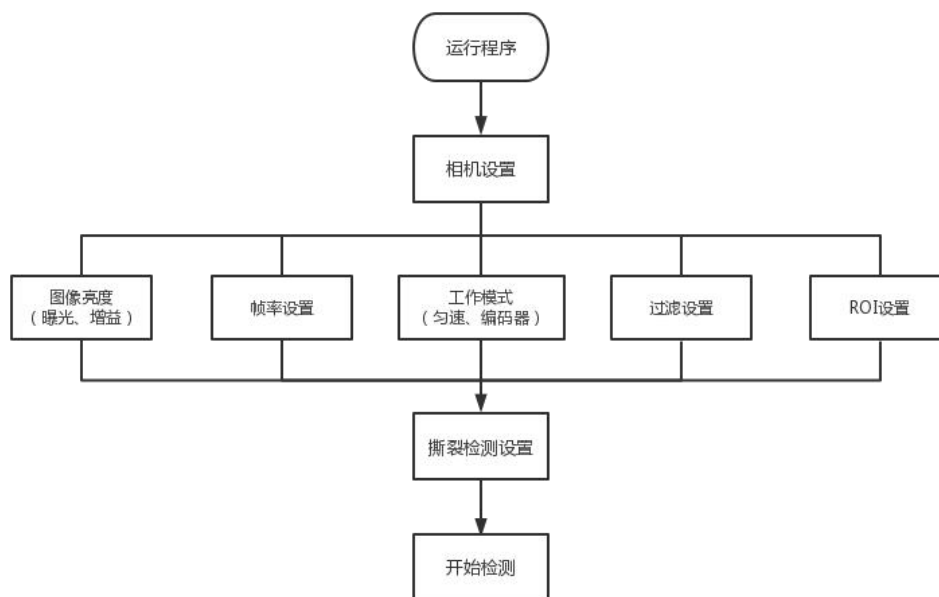 运行程序
相机设置
图像亮度
（曝光、增益）
帧率设置
工作模式
（匀速、编码器）
过滤设置
ROI设置
撕裂检测设置
开始检测